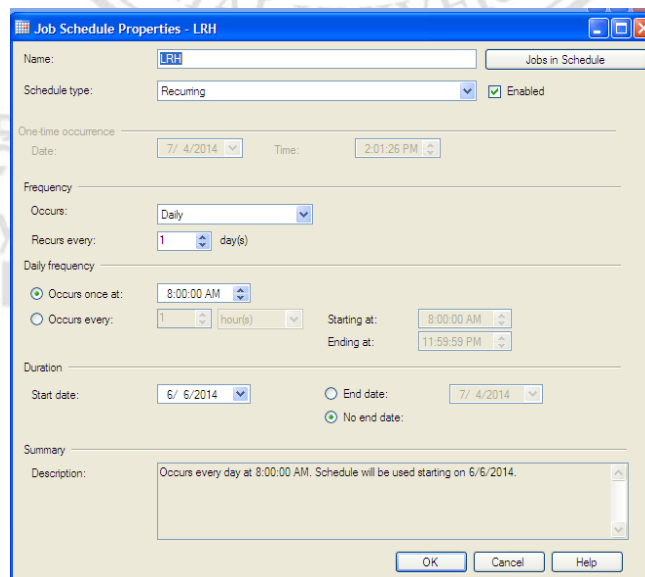 Job Schedule Properties - LRH
Name: LRH Jobs in Schedule
Schedule type: Recurring Enabled
One-time occurrence
Date: 7/ 4/2014 Time: 2:01:26 PM
Frequency
Occurs: Daily
Recurs every: 1 day(s)
Daily frequency
Occurs once at: 8:00:00 AM
Occurs every: 1 hour(s) Starting at: 8:00:00 AM
Ending at: 11:59:59 PM
Duration
Start date: 6/ 6/2014 End date: 7/ 4/2014
No end date:
Summary
Description: Occurs every day at 8:00:00 AM. Schedule will be used starting on 6/6/2014.
OK Cancel Help